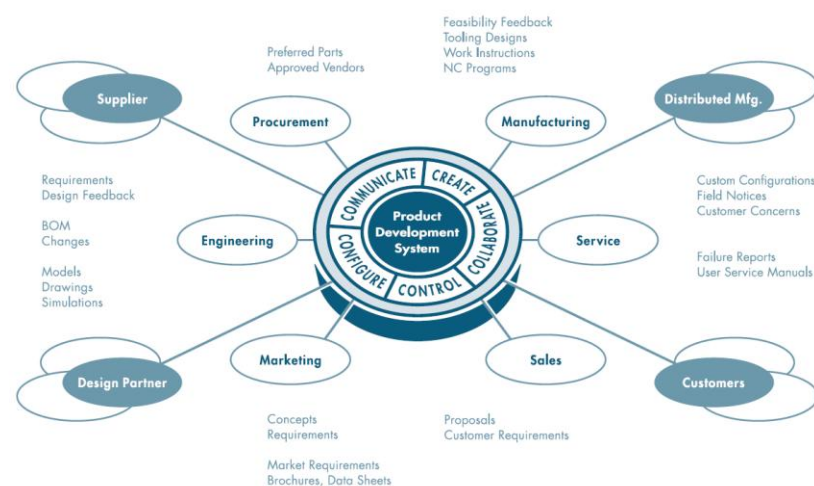 Feasibility Feedback
Tooling Designs
Work Instructions
NC Programs
Preferred Parts
Approved Vendors
Supplier
Distributed Mfg.
Procurement
Manufacturing
COMMUNICATE
CREATE
COLLABORATE
CONTROL
CONFIGURE
Product
Development
System
Requirements
Design Feedback
BOM
Changes
Models
Drawings
Simulations
Engineering
Service
Custom Configurations
Field Notices
Customer Concerns
Failure Reports
User Service Manuals
Marketing
Sales
Design Partner
Customers
Concepts
Requirements
Market Requirements
Brochures, Data Sheets
Proposals
Customer Requirements